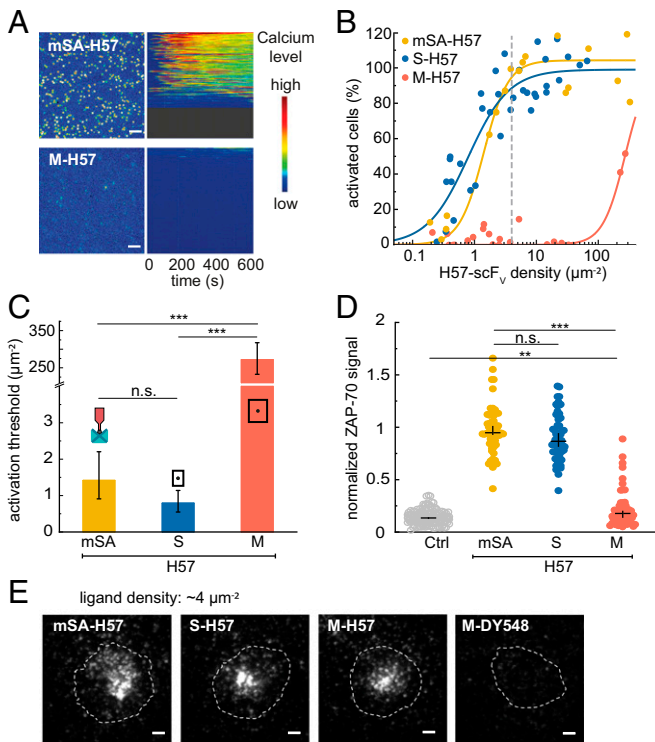 A
mSA-H57
M-H57
Calcium level
high
low
0 200 400 600
time (s)
B
mSA-H57
S-H57
M-H57
activated cells (%)
120
100
80
60
40
20
0
0.1 1 10 100
H57-scFV density (µm-2)
C
activation threshold (µm-2)
*** 
***
n.s.
350
250
3
2
1
0
mSA S M
H57
D
normalized ZAP-70 signal
***
n.s.
**
2
1.5
1
0.5
0
Ctrl mSA S M
H57
E
ligand density: ~4 µm-2
mSA-H57 S-H57 M-H57 M-DY548